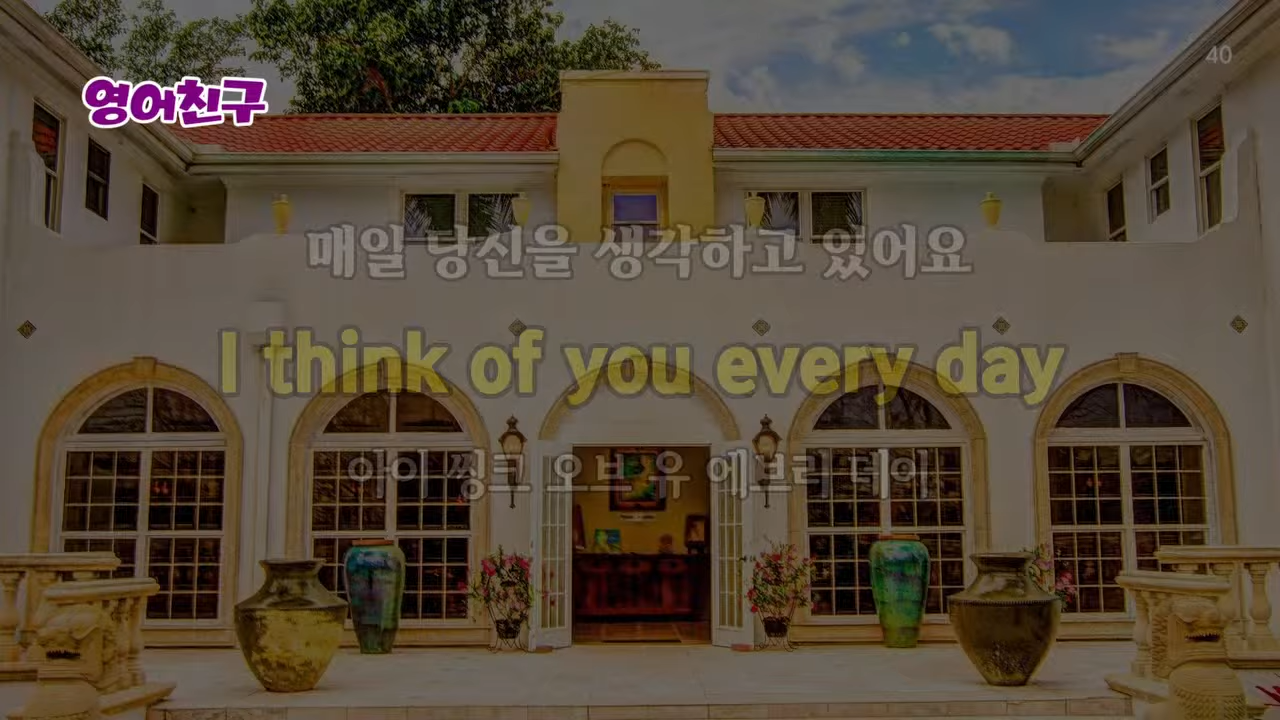 40
영어친구
매일 당신을 생각하고 있어요
I think of you every day
아이 씽크 오브 유 에브리 데이